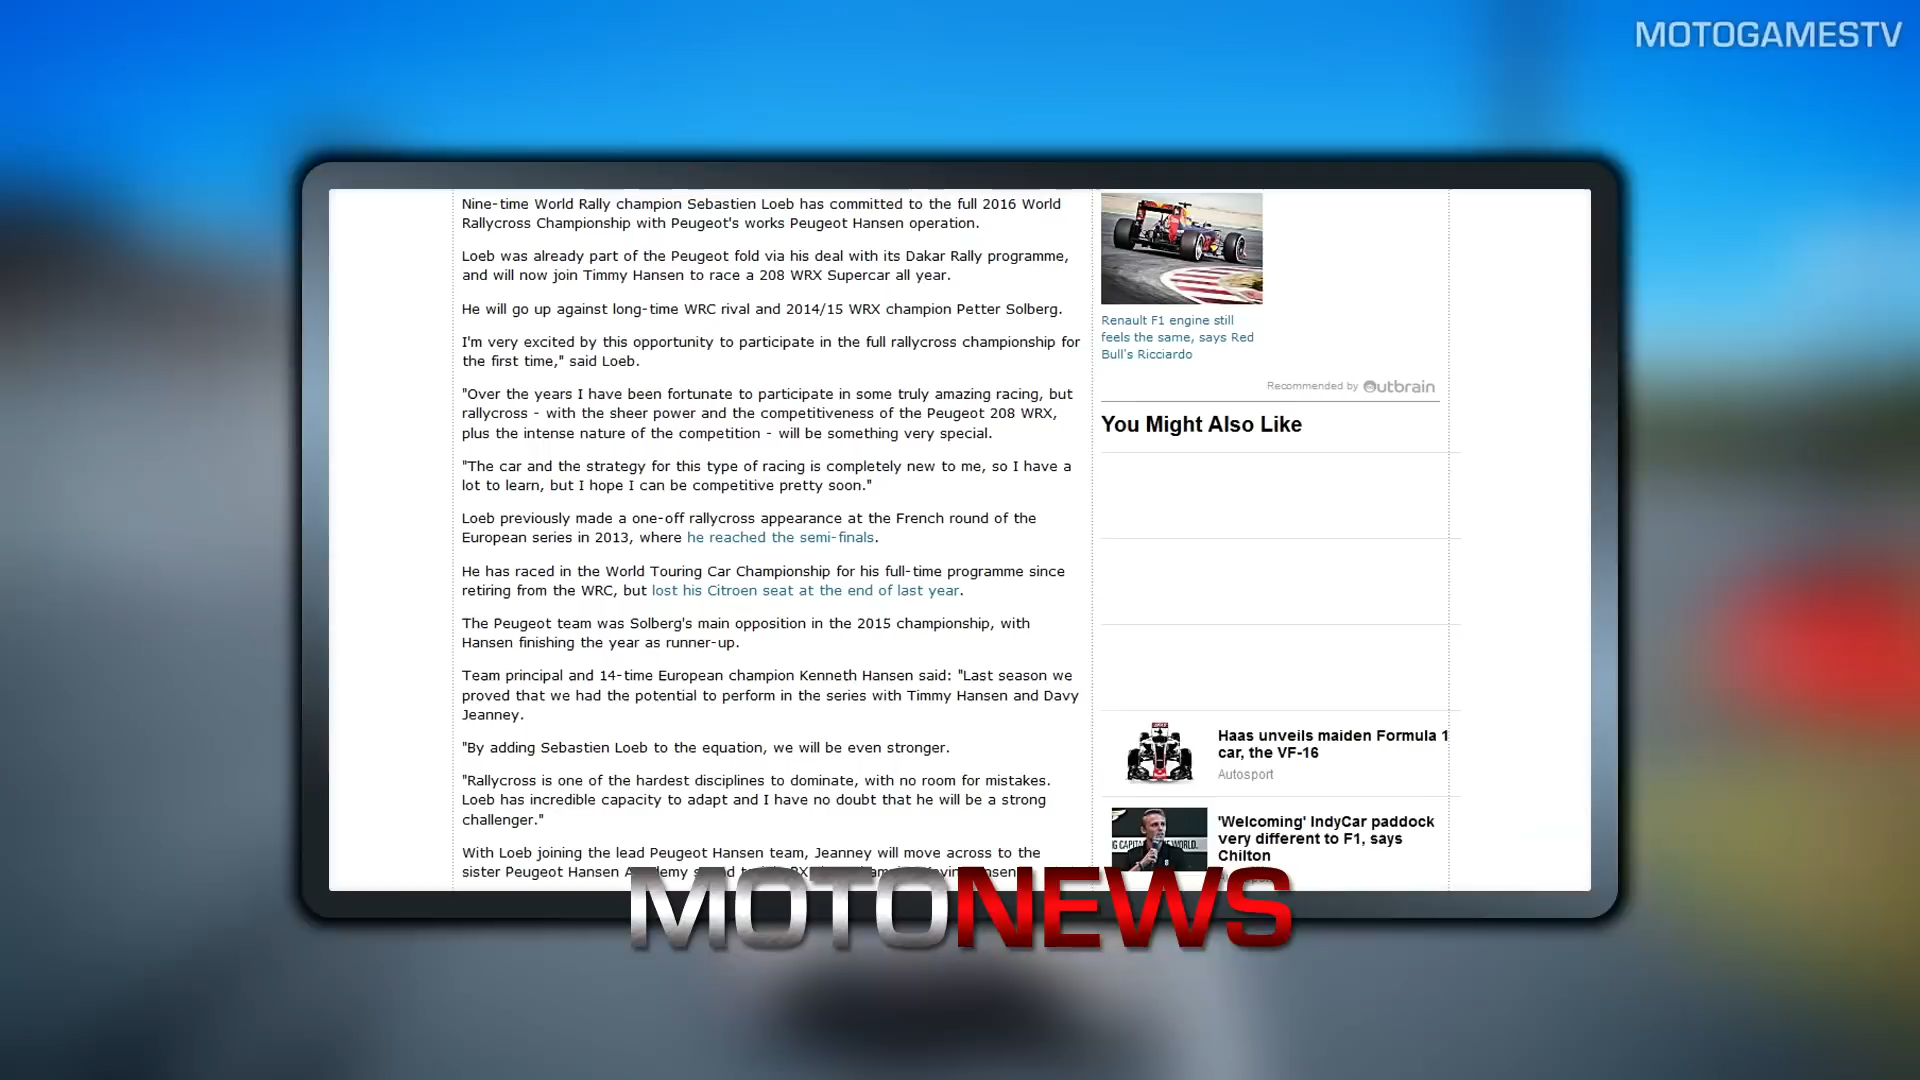 MOTOGAMESTV
Nine-time World Rally champion Sebastien Loeb has committed to the full 2016 World
Rallycross Championship with Peugeot's works Peugeot Hansen operation.
Loeb was already part of the Peugeot fold via his deal with its Dakar Rally programme,
and will now join Timmy Hansen to race a 208 WRX Supercar all year.
He will go up against long-time WRC rival and 2014/15 WRX champion Petter Solberg.
I'm very excited by this opportunity to participate in the full rallycross championship for
the first time," said Loeb.
"Over the years I have been fortunate to participate in some truly amazing racing, but
rallycross - with the sheer power and the competitiveness of the Peugeot 208 WRX,
plus the intense nature of the competition - will be something very special.
"The car and the strategy for this type of racing is completely new to me, so I have a
lot to learn, but I hope I can be competitive pretty soon."
Loeb previously made a one-off rallycross appearance at the French round of the
European series in 2013, where he reached the semi-finals.
He has raced in the World Touring Car Championship for his full-time programme since
retiring from the WRC, but lost his Citroen seat at the end of last year.
The Peugeot team was Solberg's main opposition in the 2015 championship, with
Hansen finishing the year as runner-up.
Team principal and 14-time European champion Kenneth Hansen said: "Last season we
proved that we had the potential to perform in the series with Timmy Hansen and Davy
Jeanney.
"By adding Sebastien Loeb to the equation, we will be even stronger.
"Rallycross is one of the hardest disciplines to dominate, with no room for mistakes.
Loeb has incredible capacity to adapt and I have no doubt that he will be a strong
challenger."
With Loeb joining the lead Peugeot Hansen team, Jeanney will move across to the
sister Peugeot Hansen
Renault F1 engine still
feels the same, says Red
Bull's Ricciardo
Recommended by Outbrain
You Might Also Like
Haas unveils maiden Formula 1
car, the VF-16
Autosport
G CAPITA
WORLD.
'Welcoming' IndyCar paddock
very different to F1, says
Chilton
MOTONEWS